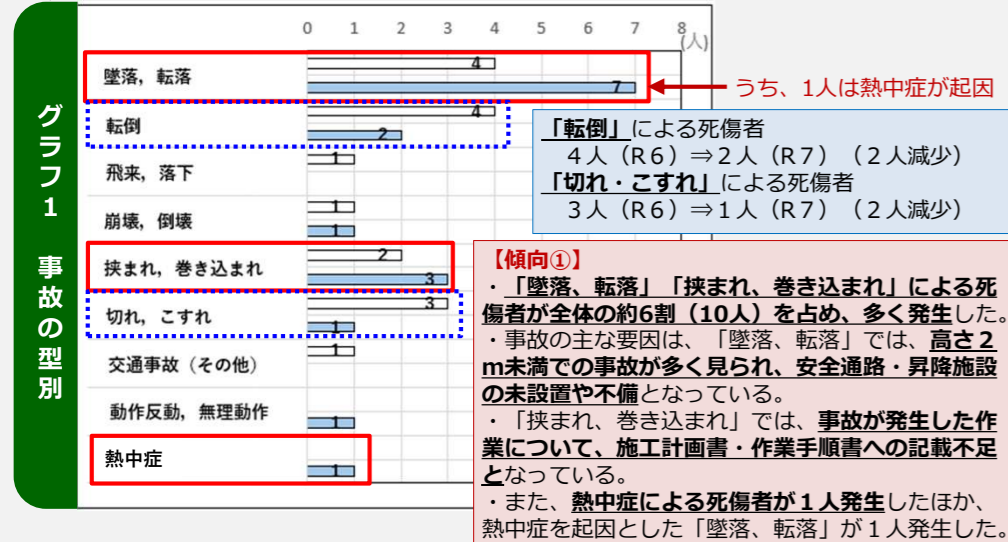 グラフ1 事故の型別
0 1 2 3 4 5 6 7 8
(人)
墜落，転落
4
7
うち、1人は熱中症が起因
転倒
4
2
飛来，落下
1
崩壊，倒壊
1
1
挟まれ，巻き込まれ
2
3
切れ，こすれ
3
1
交通事故（その他）
1
動作反動，無理動作
1
熱中症
1
「転倒」による死傷者
４人（R６）⇒２人（R７）（２人減少）
「切れ・こすれ」による死傷者
３人（R６）⇒１人（R７）（２人減少）
【傾向①】
・「墜落、転落」「挟まれ、巻き込まれ」による死
傷者が全体の約6割（10人）を占め、多く発生した。
・事故の主な要因は、「墜落、転落」では、高さ２
ｍ未満での事故が多く見られ、安全通路・昇降施設
の未設置や不備となっている。
・「挟まれ、巻き込まれ」では、事故が発生した作
業について、施工計画書・作業手順書への記載不足
となっている。
・また、熱中症による死傷者が１人発生したほか、
熱中症を起因とした「墜落、転落」が１人発生した。